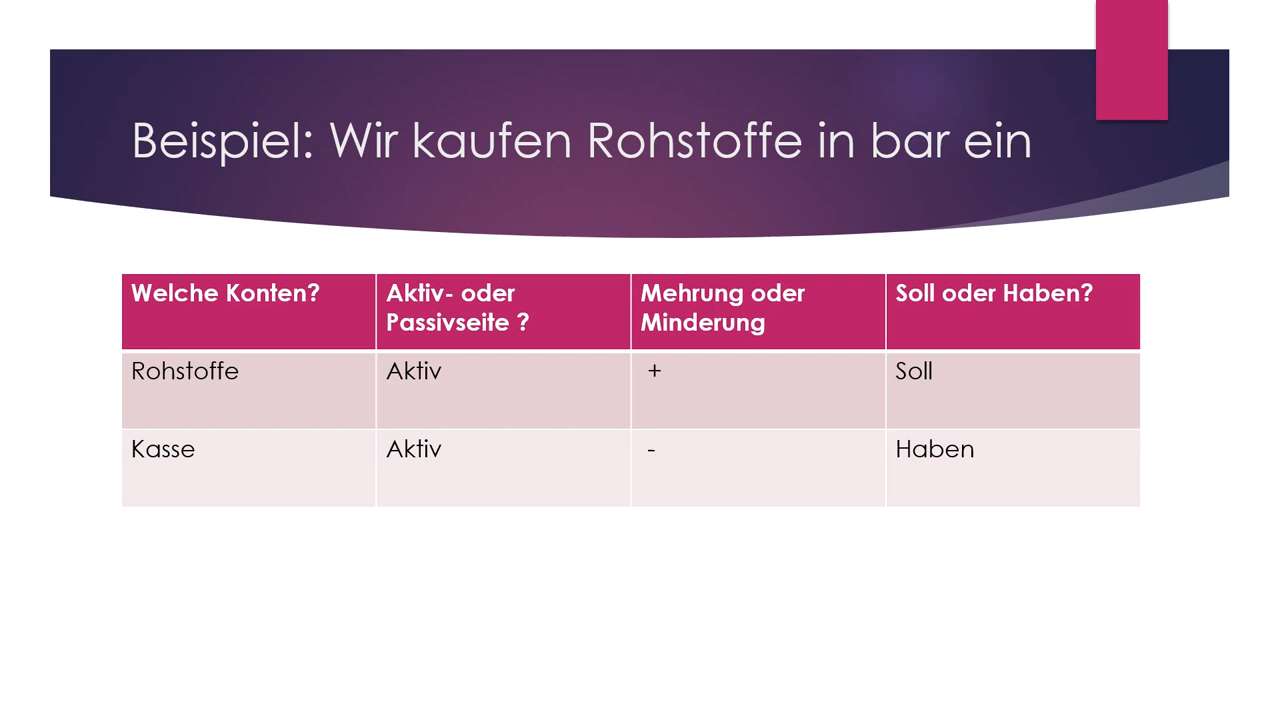 Beispiel: Wir kaufen Rohstoffe in bar ein
Welche Konten?
Aktiv- oder
Passivseite ?
Mehrung oder
Minderung
Soll oder Haben?
Rohstoffe
Aktiv
+
Soll
Kasse
Aktiv
-
Haben